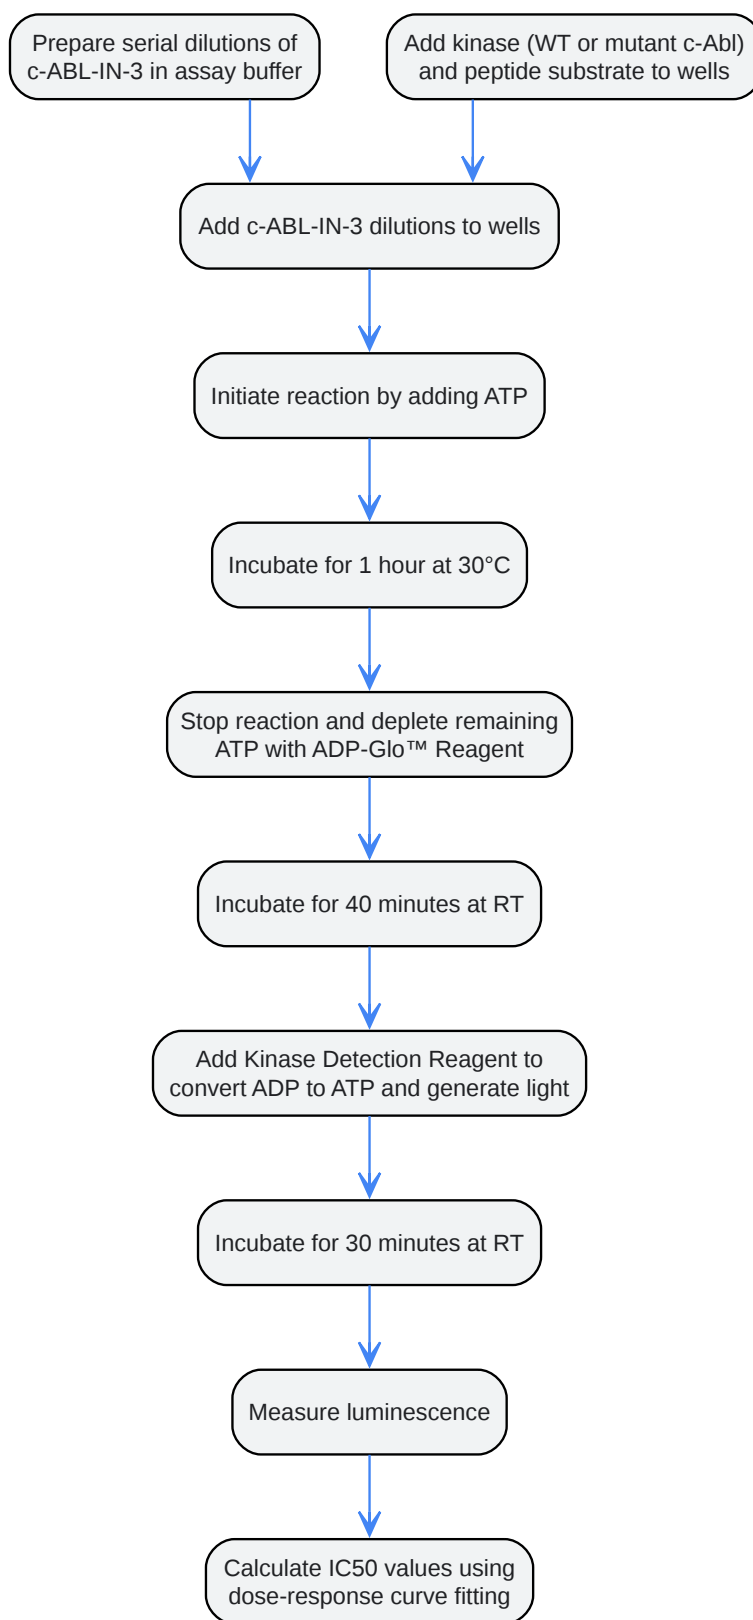 Prepare serial dilutions of
c-ABL-IN-3 in assay buffer
Add kinase (WT or mutant c-Abl)
and peptide substrate to wells
Add c-ABL-IN-3 dilutions to wells
Initiate reaction by adding ATP
Incubate for 1 hour at 30°C
Stop reaction and deplete remaining
ATP with ADP-Glo™ Reagent
Incubate for 40 minutes at RT
Add Kinase Detection Reagent to
convert ADP to ATP and generate light
Incubate for 30 minutes at RT
Measure luminescence
Calculate IC50 values using
dose-response curve fitting